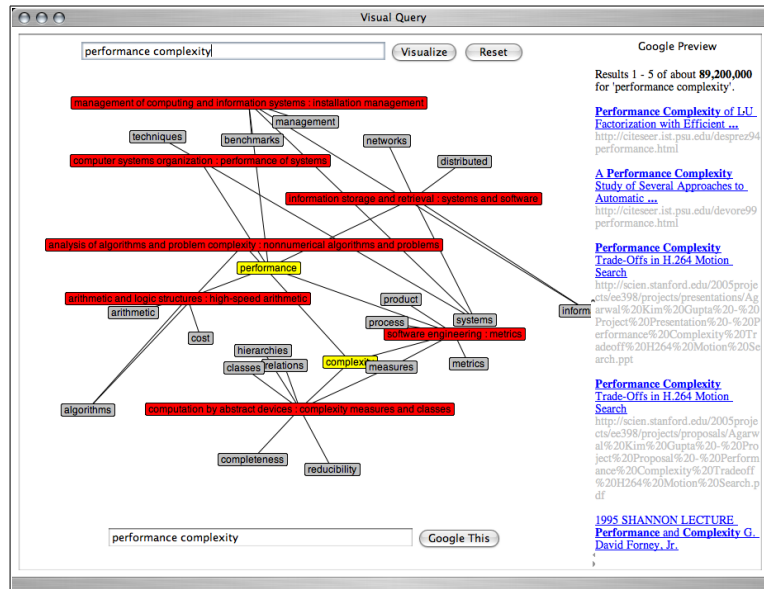 Visual Query
performance complexity
Visualize
Reset
management of computing and information systems : installation management
management
techniques
benchmarks
networks
computer systems organization : performance of systems
distributed
information storage and retrieval : systems and software
analysis of algorithms and problem complexity : nonnumerical algorithms and problems
performance
arithmetic and logic structures : high-speed arithmetic
product
arithmetic
inform
process
systems
software engineering : metrics
cost
hierarchies
classes
relations
complexity
measures
metrics
algorithms
computation by abstract devices : complexity measures and classes
completeness
reducibility
performance complexity
Google This
Google Preview
Results 1 - 5 of about 89,200,000
for 'performance complexity'.
Performance Complexity of LU
Factorization with Efficient ...
http://citeseer.ist.psu.edu/desprez94
performance.html
A Performance Complexity
Study of Several Approaches to
Automatic ...
http://citeseer.ist.psu.edu/devore99
performance.html
Performance Complexity
Trade-Offs in H.264 Motion
Search
http://scien.stanford.edu/2005proje
cts/ee398/projects/presentations/Ag
arwal%20Kim%20Gupta%20-%20
Project%20Presentation%20-%20P
erformance%20Complexity%20Tr
adeoff%20H264%20Motion%20Se
arch.ppt
Performance Complexity
Trade-Offs in H.264 Motion
Search
http://scien.stanford.edu/2005proje
cts/ee398/projects/proposals/Agarw
al%20Kim%20Gupta%20-%20Pro
ject%20Proposal%20-%20Perform
ance%20Complexity%20Tradeoff
%20H264%20Motion%20Search.p
df
1995 SHANNON LECTURE
Performance and Complexity G.
David Forney, Jr.